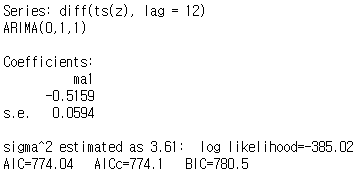 Series: diff(ts(z), lag = 12)
ARIMA(0,1,1)
Coefficients:
ma1
-0.5159
s.e. 0.0594
sigma^2 estimated as 3.61: log likelihood=-385.02
AIC=774.04 AICc=774.1 BIC=780.5